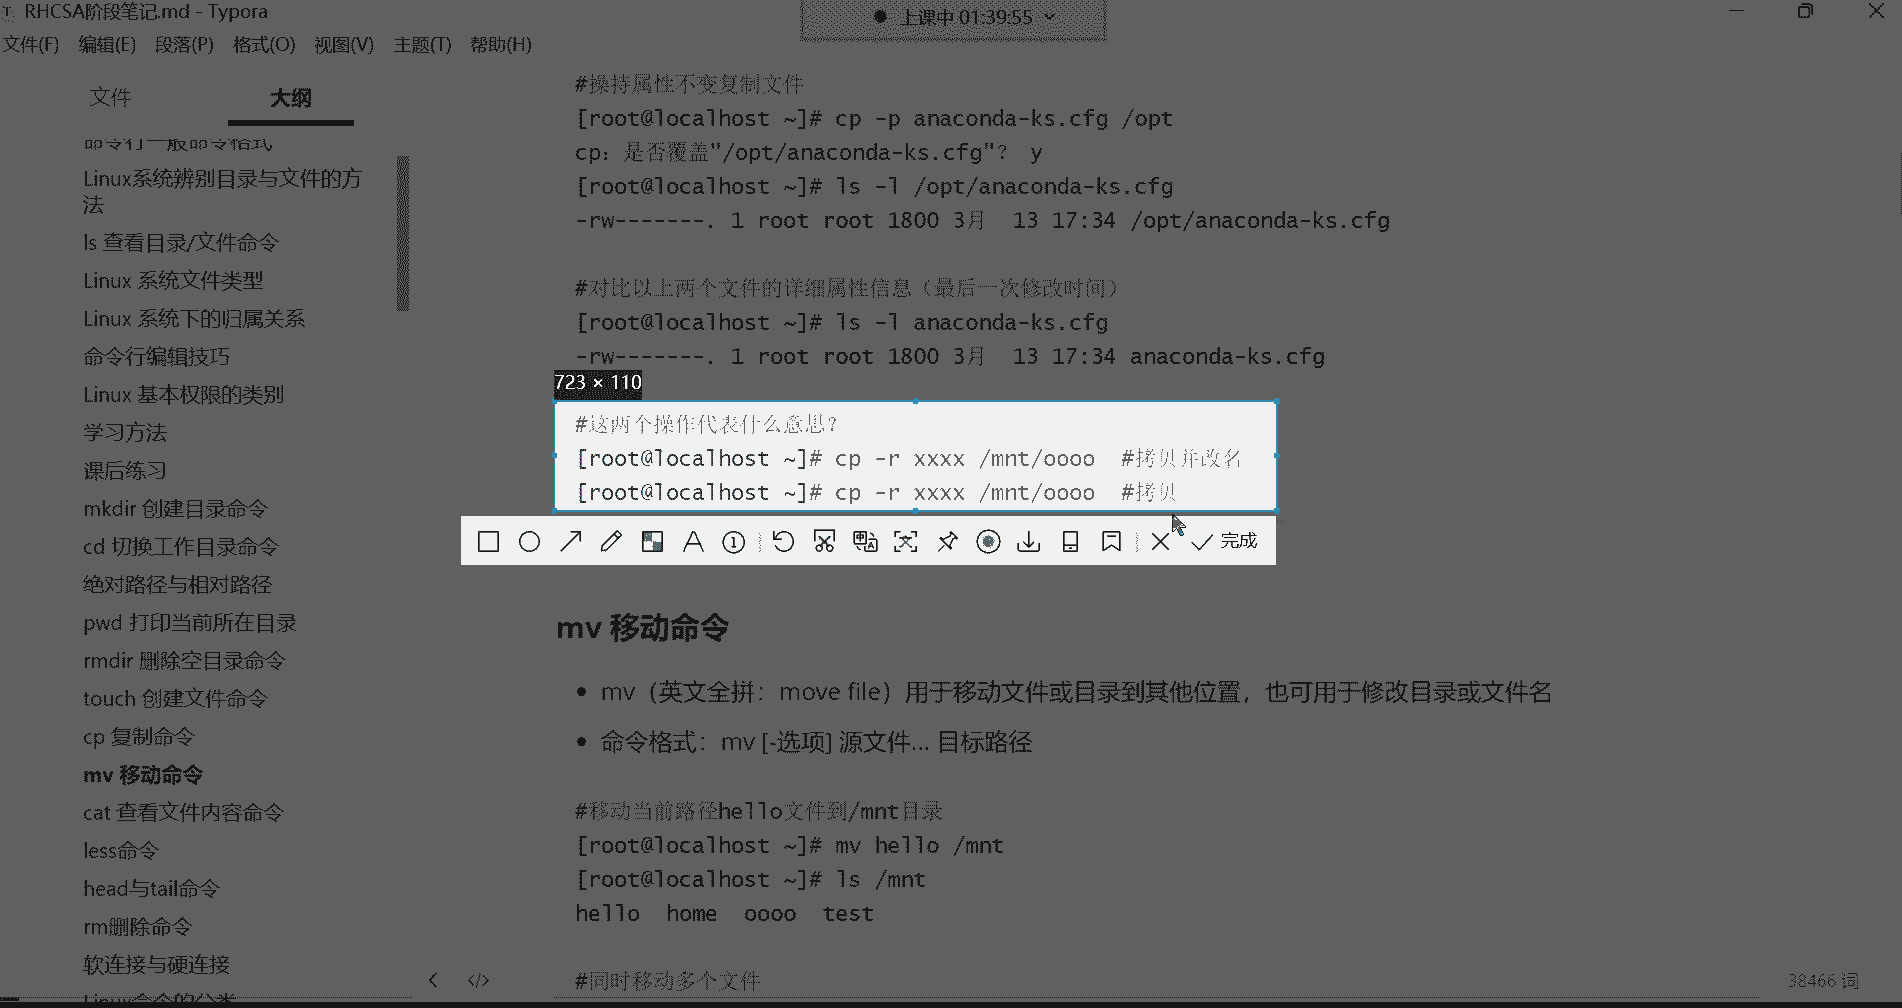 RHCSA阶段笔记.md - Typora
上课中 01:39:55
文件(F) 编辑(E) 段落(P) 格式(O) 视图(V) 主题(T) 帮助(H)
文件 大纲
命令行一般命令格式
Linux系统辨别目录与文件的方
法
ls 查看目录/文件命令
Linux 系统文件类型
Linux 系统下的归属关系
命令行编辑技巧
Linux 基本权限的类别
学习方法
课后练习
mkdir 创建目录命令
cd 切换工作目录命令
绝对路径与相对路径
pwd 打印当前所在目录
rmdir 删除空目录命令
touch 创建文件命令
cp 复制命令
mv 移动命令
cat 查看文件内容命令
less命令
head与tail命令
rm删除命令
软连接与硬连接
Linux命令的分类
#操持属性不变复制文件
[root@localhost ~]# cp -p anaconda-ks.cfg /opt
cp：是否覆盖"/opt/anaconda-ks.cfg"？ y
[root@localhost ~]# ls -l /opt/anaconda-ks.cfg
-rw-------. 1 root root 1800 3月  13 17:34 /opt/anaconda-ks.cfg
#对比以上两个文件的详细属性信息（最后一次修改时间）
[root@localhost ~]# ls -l anaconda-ks.cfg
-rw-------. 1 root root 1800 3月  13 17:34 anaconda-ks.cfg
723 × 110
#这两个操作代表什么意思?
[root@localhost ~]# cp -r xxxx /mnt/oooo  #拷贝并改名
[root@localhost ~]# cp -r xxxx /mnt/oooo  #拷贝
完成
mv 移动命令
• mv（英文全拼：move file）用于移动文件或目录到其他位置，也可用于修改目录或文件名
• 命令格式：mv [-选项] 源文件... 目标路径
#移动当前路径hello文件到/mnt目录
[root@localhost ~]# mv hello /mnt
[root@localhost ~]# ls /mnt
hello  home  oooo  test
#同时移动多个文件
38466 词